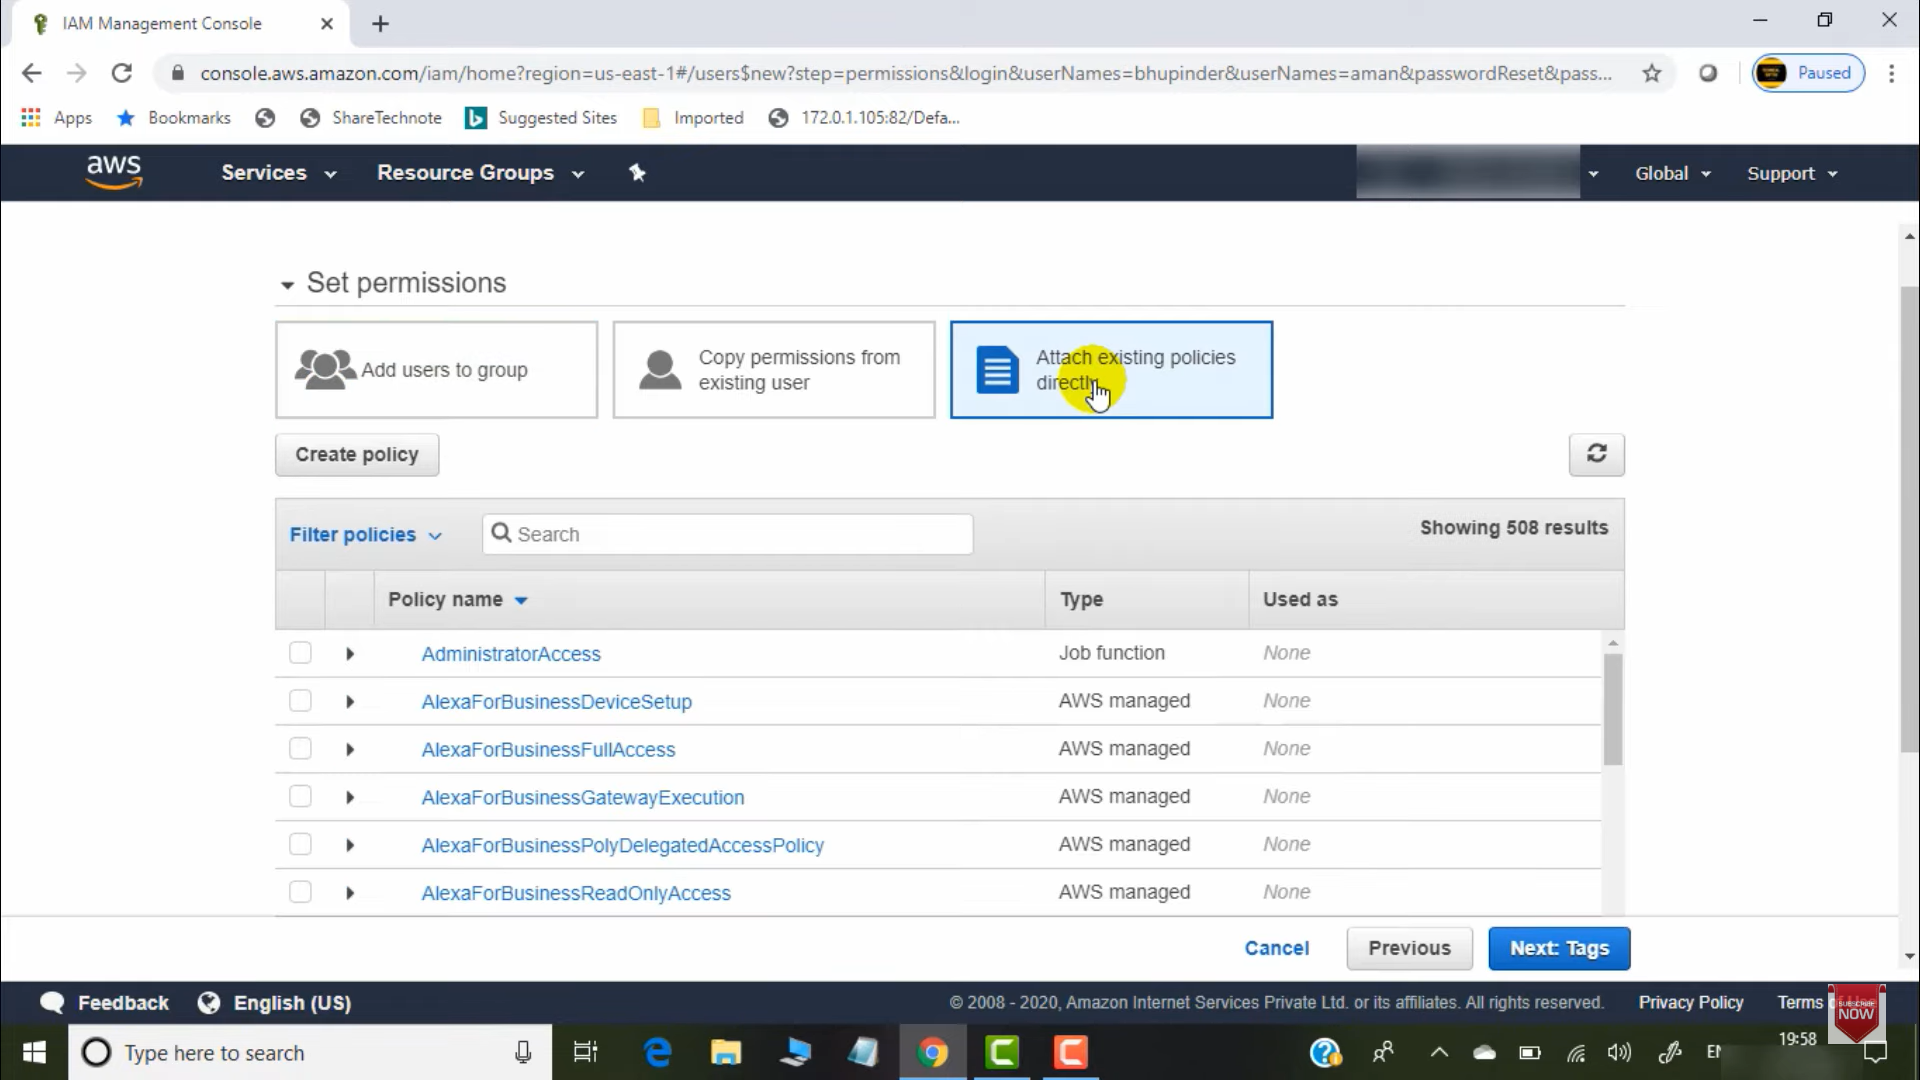 IAM Management Console
console.aws.amazon.com/iam/home?region=us-east-1#/users$new?step=permissions&login&userNames=bhupinder&userNames=aman&passwordReset&pass...
Paused
Apps
Bookmarks
ShareTechnote
Suggested Sites
Imported
172.0.1.105:82/Defa...
aws
Services
Resource Groups
Global
Support
Set permissions
Add users to group
Copy permissions from
existing user
Attach existing policies
directly
Create policy
Filter policies
Search
Showing 508 results
Policy name
Type
Used as
AdministratorAccess
Job function
None
AlexaForBusinessDeviceSetup
AWS managed
None
AlexaForBusinessFullAccess
AWS managed
None
AlexaForBusinessGatewayExecution
AWS managed
None
AlexaForBusinessPolyDelegatedAccessPolicy
AWS managed
None
AlexaForBusinessReadOnlyAccess
AWS managed
None
Cancel
Previous
Next: Tags
Feedback
English (US)
© 2008 - 2020, Amazon Internet Services Private Ltd. or its affiliates. All rights reserved.
Privacy Policy
Terms
SUBSCRIBE
NOW
Type here to search
19:58